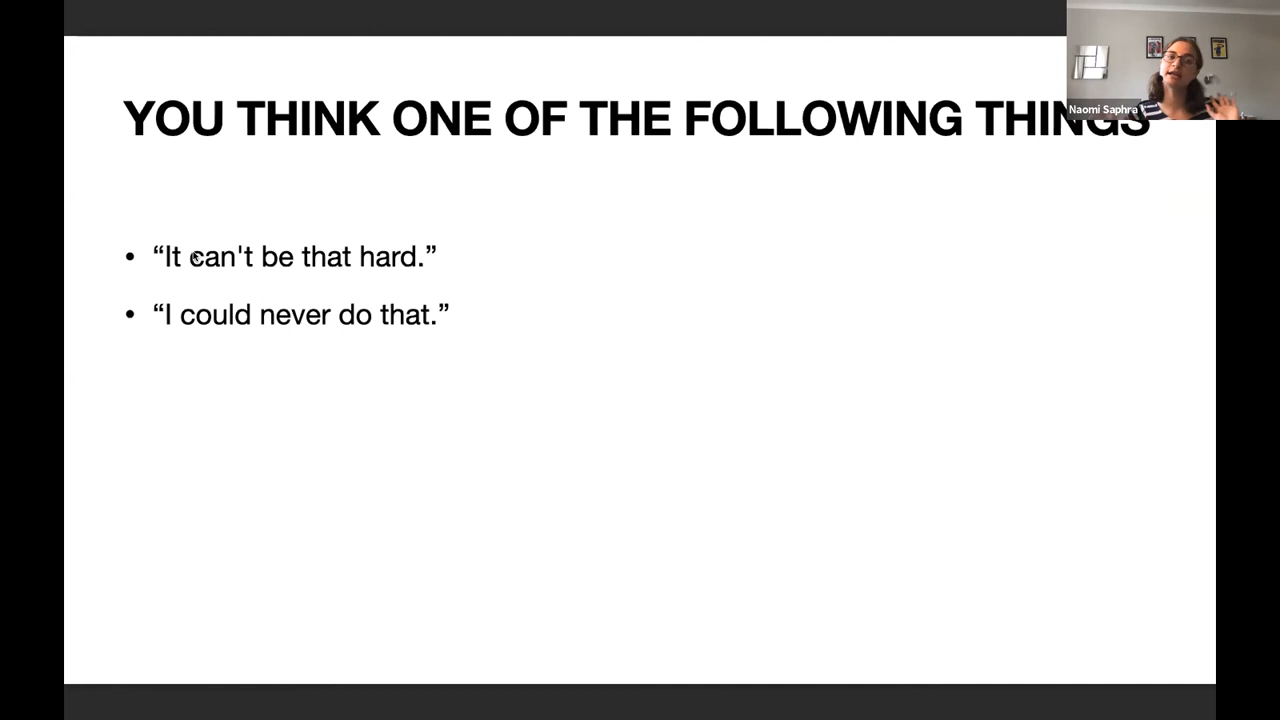 YOU THINK ONE OF THE FOLLOWING THINGS
Naomi Saphra
• “It can't be that hard.”
• “I could never do that.”